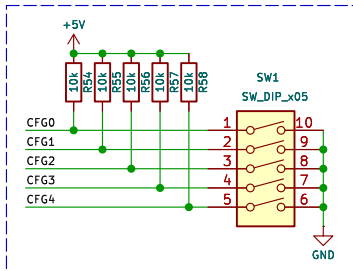 +5V
10k R54
10k R55
10k R56
10k R57
10k R58
SW1
SW_DIP_x05
CFG0 1 10
CFG1 2 9
CFG2 3 8
CFG3 4 7
CFG4 5 6
GND